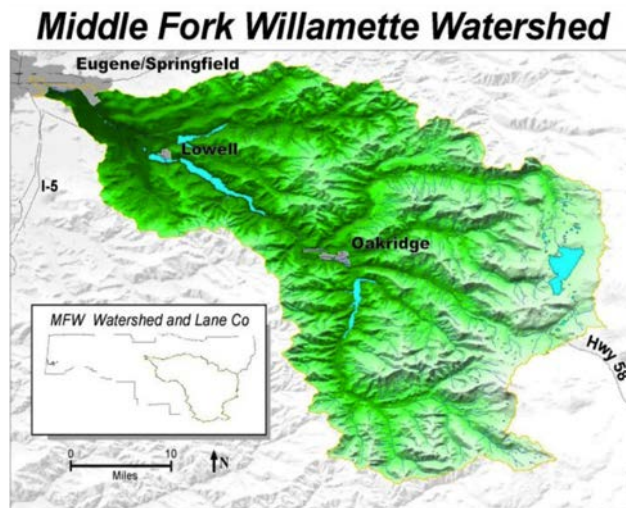 Middle Fork Willamette Watershed
Eugene/Springfield
Lowell
I-5
Oakridge
MFW Watershed and Lane Co
Hwy 58
0 10
Miles
N